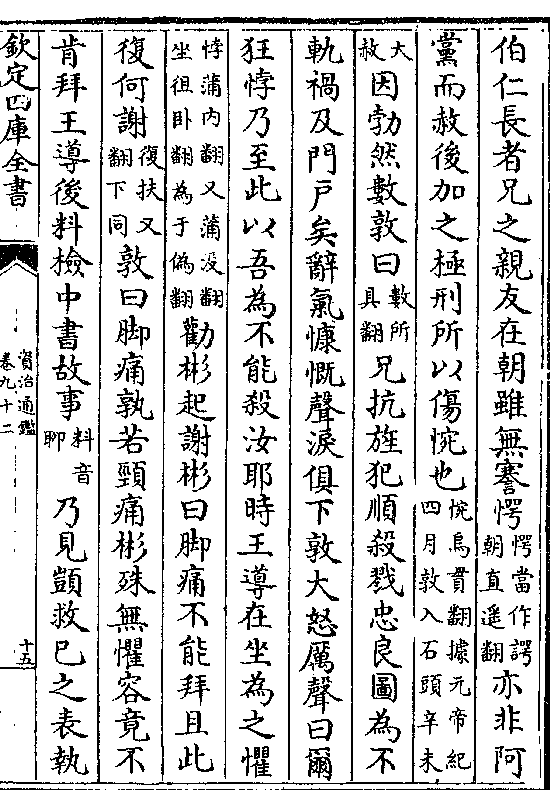 伯仁長者兄之親友在朝雖無謇愕愕當作諤朝直遥翻亦非阿
黨而赦後加之極刑所以傷惋也惋烏貫翻據元帝紀四月敦入石頭辛未
大赦因勃然數敦曰數所具翻兄抗旌犯順殺戮忠良圖為不
軌禍及門戸矣辭氣慷慨聲淚俱下敦大怒厲聲曰爾
狂悖乃至此以吾為不能殺汝耶時王導在坐為之懼
悖蒲内翻又蒲没翻坐徂卧翻為于偽翻勸彬起謝彬曰脚痛不能拜且此
復何謝復扶又翻下同敦曰脚痛孰若頸痛彬殊無懼容竟不
肯拜王導後料檢中書故事料音聊乃見顗救已之表執
欽定四庫全書
資治通鑑
卷九十二
十五